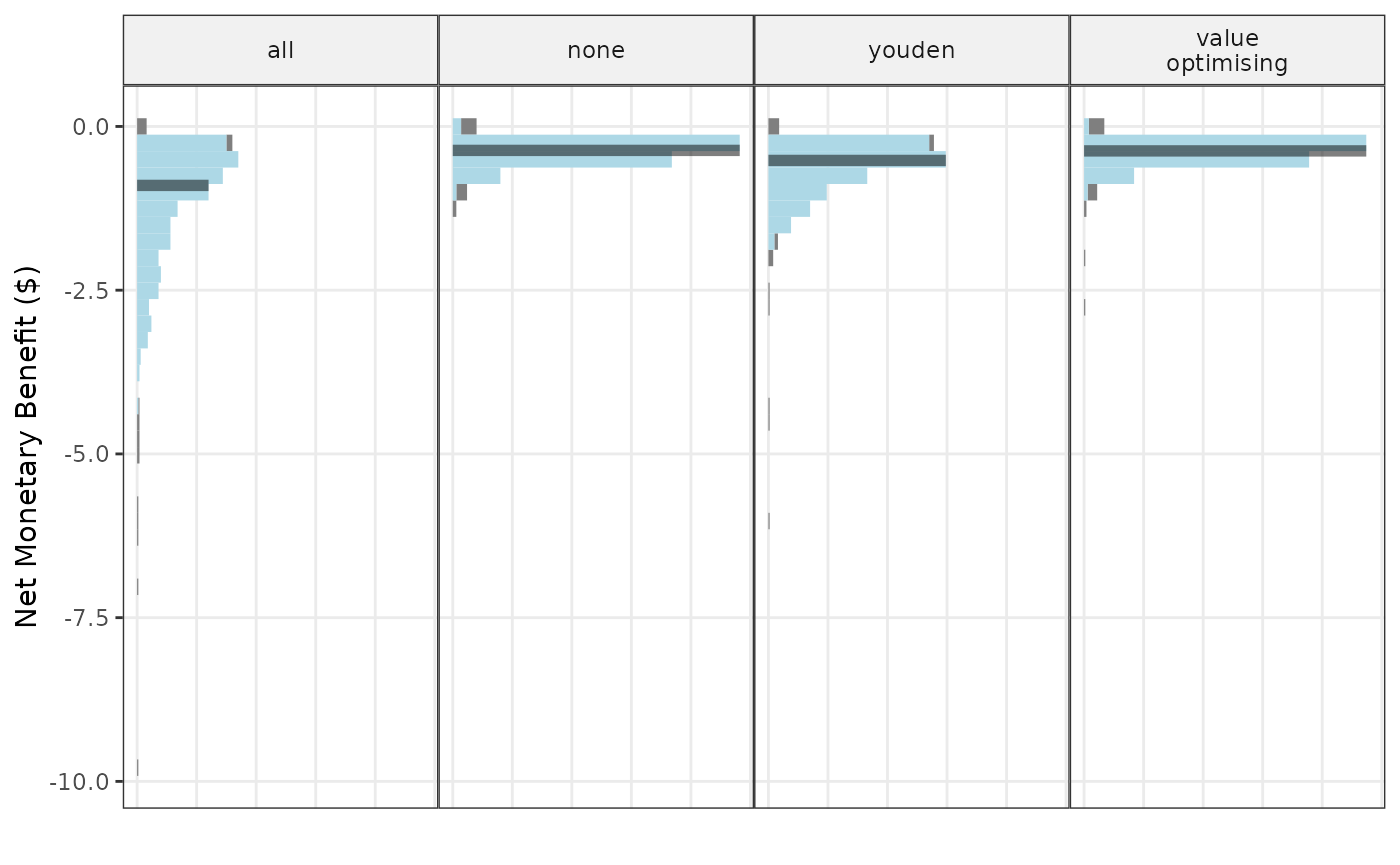 all
none
youden
value
optimising
Net Monetary Benefit ($)
0.0
-2.5
-5.0
-7.5
-10.0